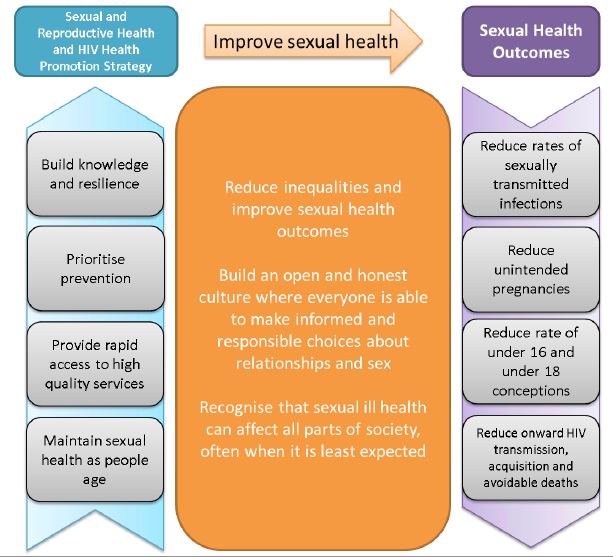 Sexual and
Reproductive Health
and HIV Health
Promotion Strategy
Improve sexual health
Sexual Health
Outcomes
Build knowledge
and resilience
Prioritise
prevention
Provide rapid
access to high
quality services
Maintain sexual
health as people
age
Reduce inequalities and
improve sexual health
outcomes
Build an open and honest
culture where everyone is able
to make informed and
responsible choices about
relationships and sex
Recognise that sexual ill health
can affect all parts of society,
often when it is least expected
Reduce rates of
sexually
transmitted
infections
Reduce
unintended
pregnancies
Reduce rate of
under 16 and
under 18
conceptions
Reduce onward HIV
transmission,
acquisition and
avoidable deaths